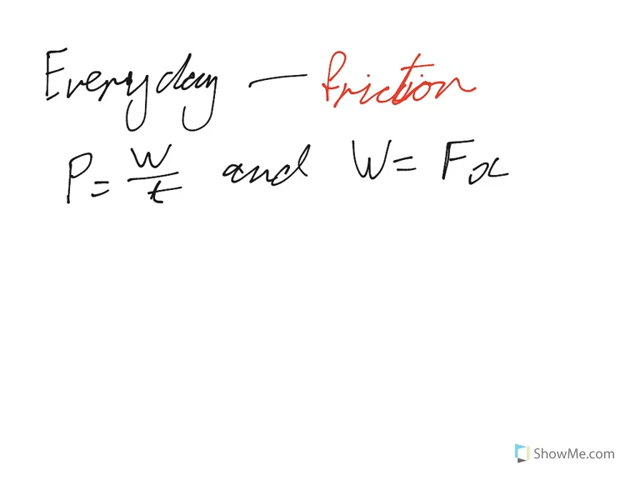 Everyday — Friction
P = W/t and W = Fx
ShowMe.com